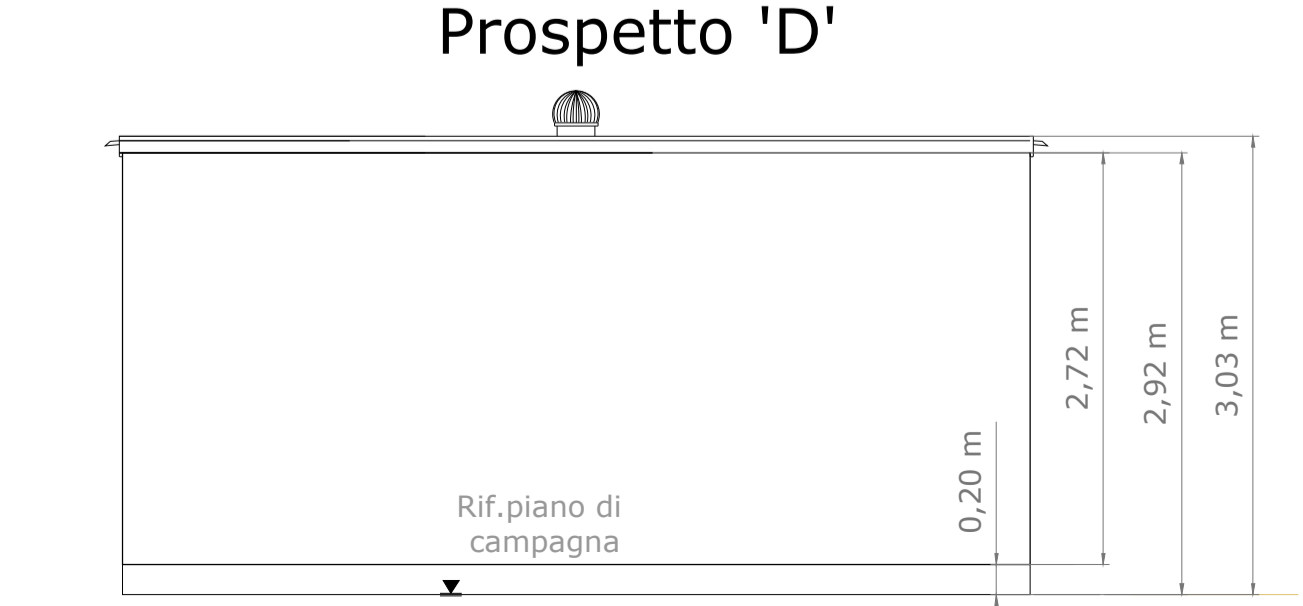 Prospetto 'D'
2,72 m
2,92 m
3,03 m
0,20 m
Rif.piano di
campagna